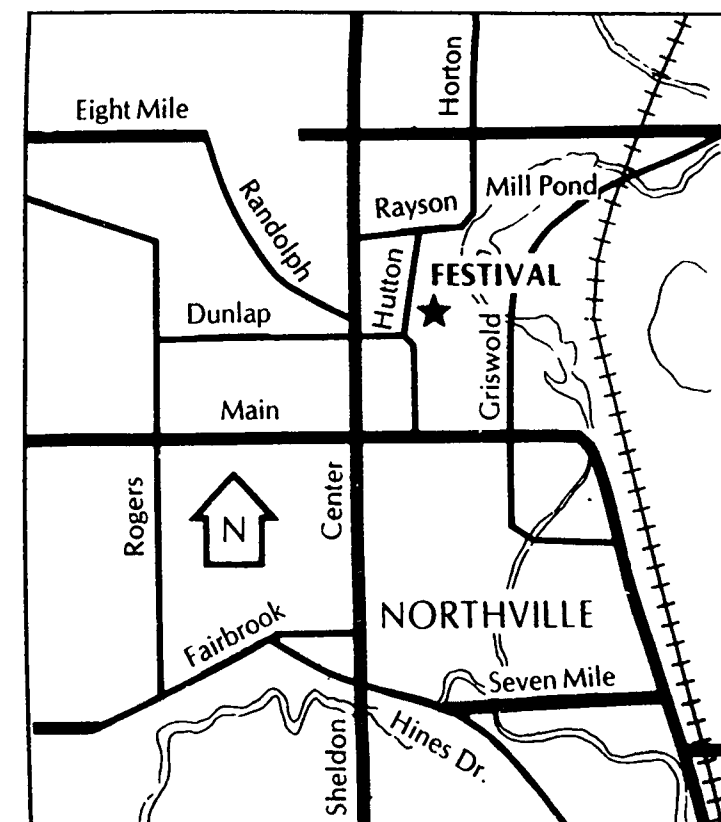 Horton
Eight Mile
Mill Pond
Randolph
Rayson
FESTIVAL
Hutton
Dunlap
Griswold
Main
Rogers
Center
N
NORTHVILLE
Fairbrook
Seven Mile
Hines Dr.
Sheldon